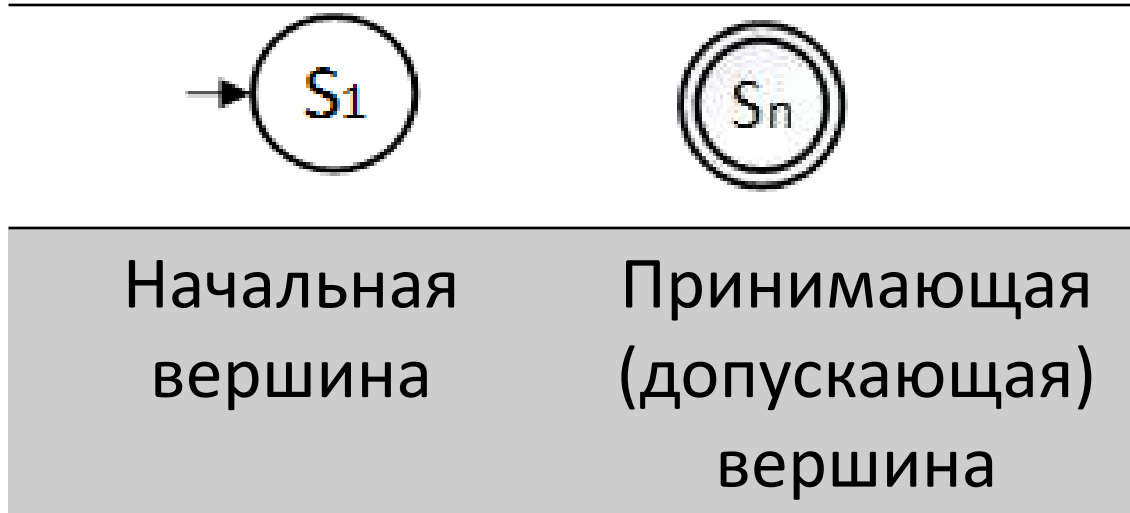 S1 Sn
Начальная Принимающая
вершина (допускающая)
вершина